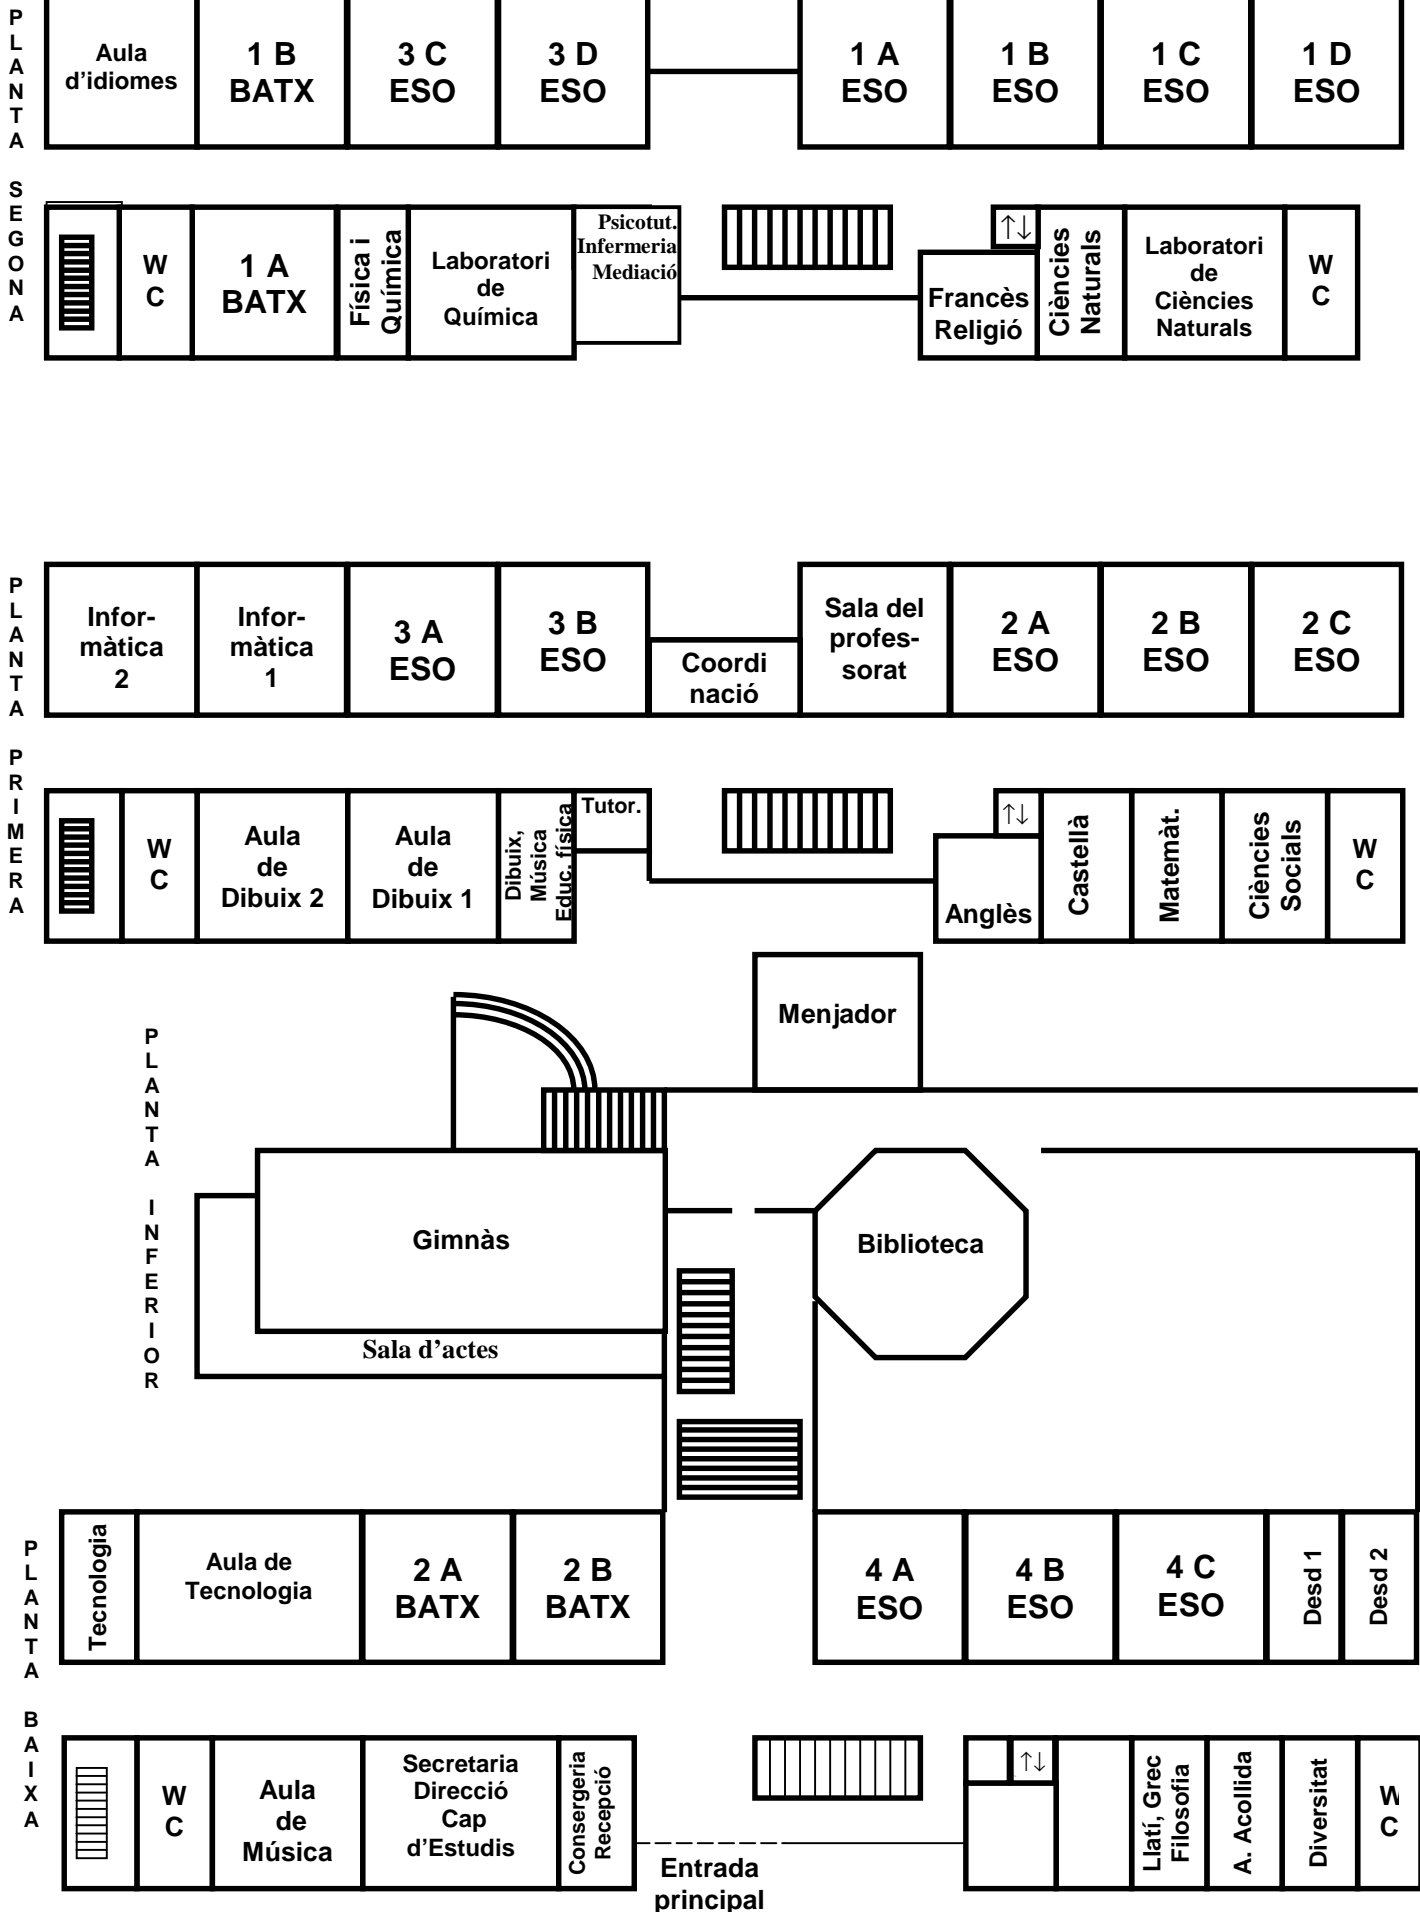 PLANTA SEGONA
Aula
d'idiomes
1 B
BATX
3 C
ESO
3 D
ESO
1 A
ESO
1 B
ESO
1 C
ESO
1 D
ESO
W
C
1 A
BATX
Física i
Química
Laboratori
de
Química
Psicotut.
Infermeria
Mediació
↑↓
Francès
Religió
Ciències
Naturals
Laboratori
de
Ciències
Naturals
W
C
PLANTA PRIMERA
Infor-
màtica
2
Infor-
màtica
1
3 A
ESO
3 B
ESO
Coordi
nació
Sala del
profes-
sorat
2 A
ESO
2 B
ESO
2 C
ESO
W
C
Aula
de
Dibuix 2
Aula
de
Dibuix 1
Dibuix,
Música
Educ. física
Tutor.
↑↓
Anglès
Castellà
Matemàt.
Ciències
Socials
W
C
PLANTA INFERIOR
Menjador
Gimnàs
Biblioteca
Sala d'actes
PLANTA BAIXA
Tecnologia
Aula de
Tecnologia
2 A
BATX
2 B
BATX
4 A
ESO
4 B
ESO
4 C
ESO
Desd 1
Desd 2
W
C
Aula
de
Música
Secretaria
Direcció
Cap
d'Estudis
Consergeria
Recepció
Entrada
principal
↑↓
Llatí, Grec
Filosofia
A. Acollida
Diversitat
W
C